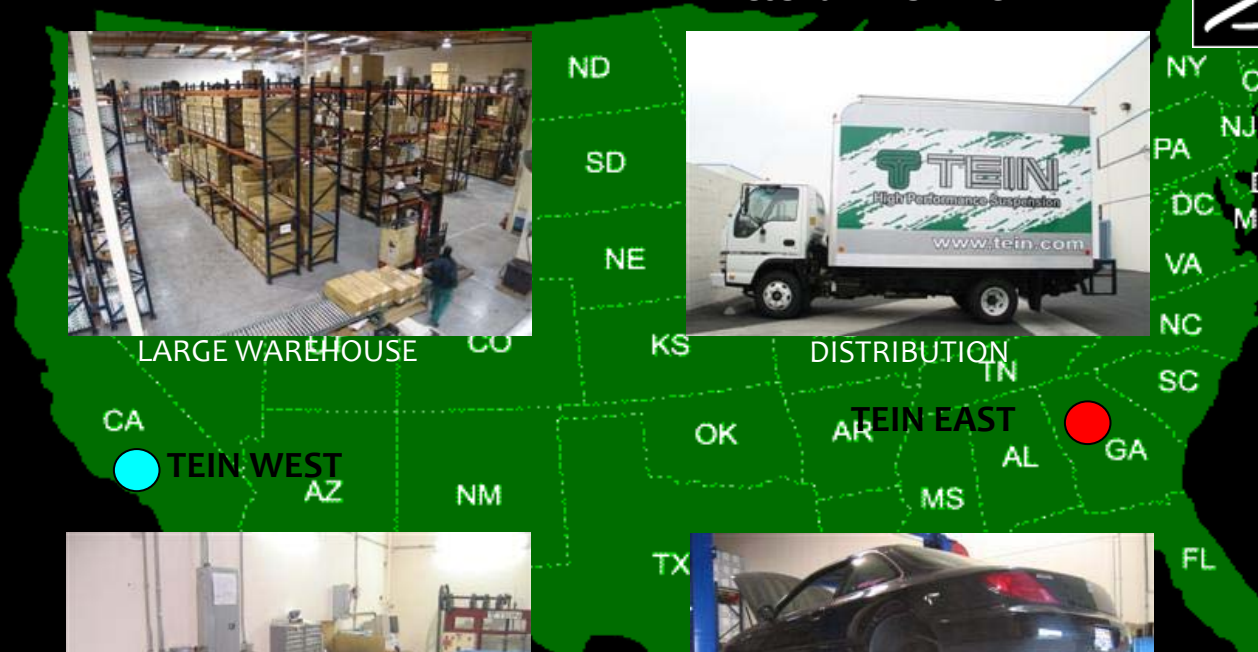 ND
NY
NJ
SD
PA
TEIN
High Performance Suspension
DC
www.tein.com
NE
VA
NC
LARGE WAREHOUSE
CO
KS
DISTRIBUTION
TN
SC
CA
TEIN EAST
OK
AR
GA
TEIN WEST
AL
AZ
NM
MS
TX
FL